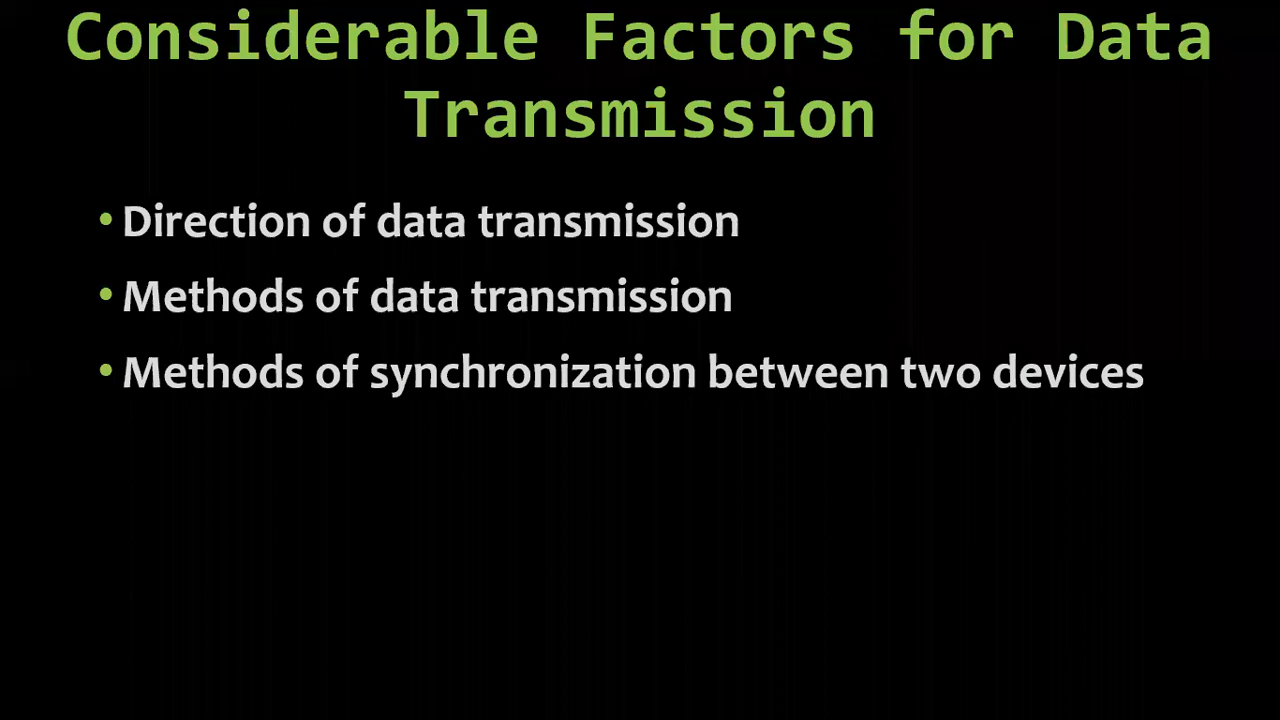 Considerable Factors for Data
Transmission
• Direction of data transmission
• Methods of data transmission
• Methods of synchronization between two devices